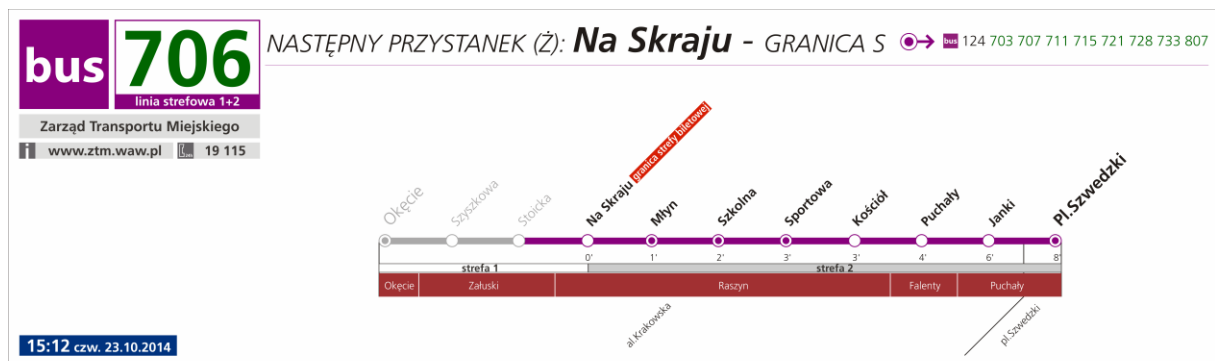 bus 706
linia strefowa 1+2
NASTĘPNY PRZYSTANEK (Ż): Na Skraju - GRANICA S
bus 124 703 707 711 715 721 728 733 807
Zarząd Transportu Miejskiego
i www.ztm.waw.pl 19 115
Okęcie
Szyszkowa
Stoicka
Na Skraju granica strefy biletowej
Młyn
Szkolna
Sportowa
Kościół
Puchały
Janki
Pl.Szwedzki
0' 1' 2' 3' 3' 4' 6' 8'
strefa 1 strefa 2
Okęcie Załuski Raszyn Falenty Puchały
al.Krakowska
pl.Szwedzki
15:12 czw. 23.10.2014